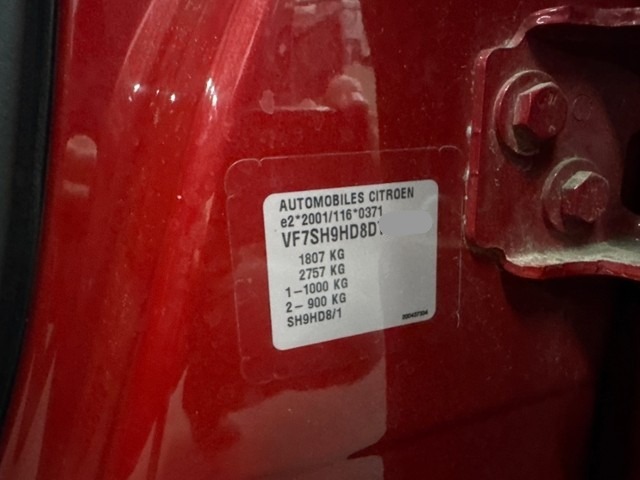 AUTOMOBILES CITROEN
e2*2001/116*0371
VF7SH9HD8D
1807 KG
2757 KG
1-1000 KG
2- 900 KG
SH9HD8/1